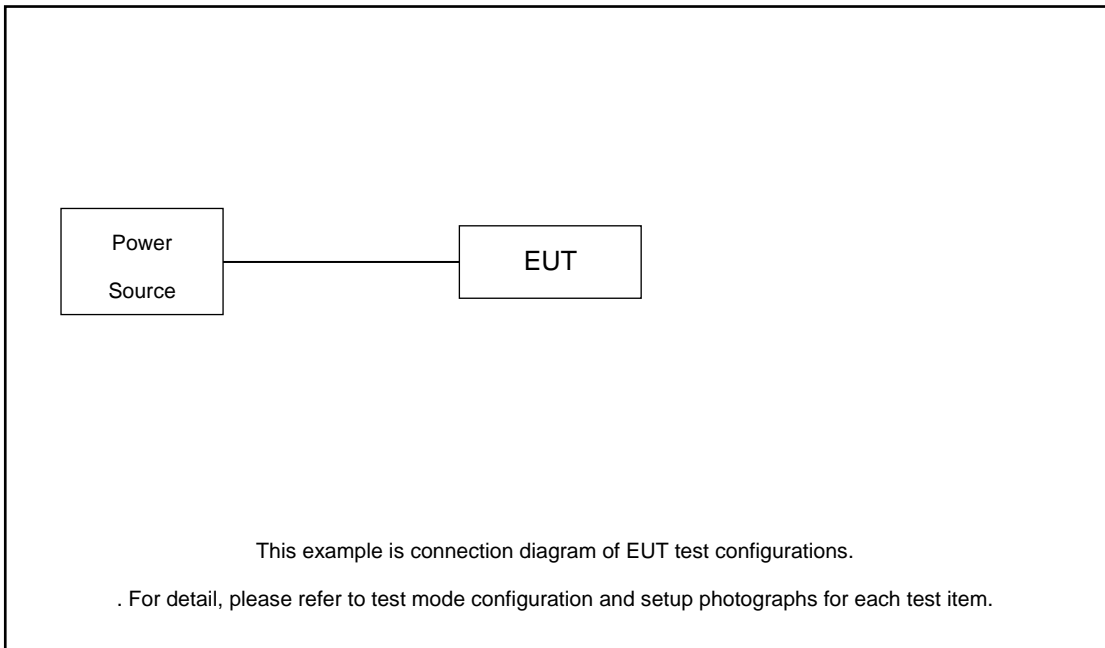 Power
Source
EUT
This example is connection diagram of EUT test configurations.
. For detail, please refer to test mode configuration and setup photographs for each test item.